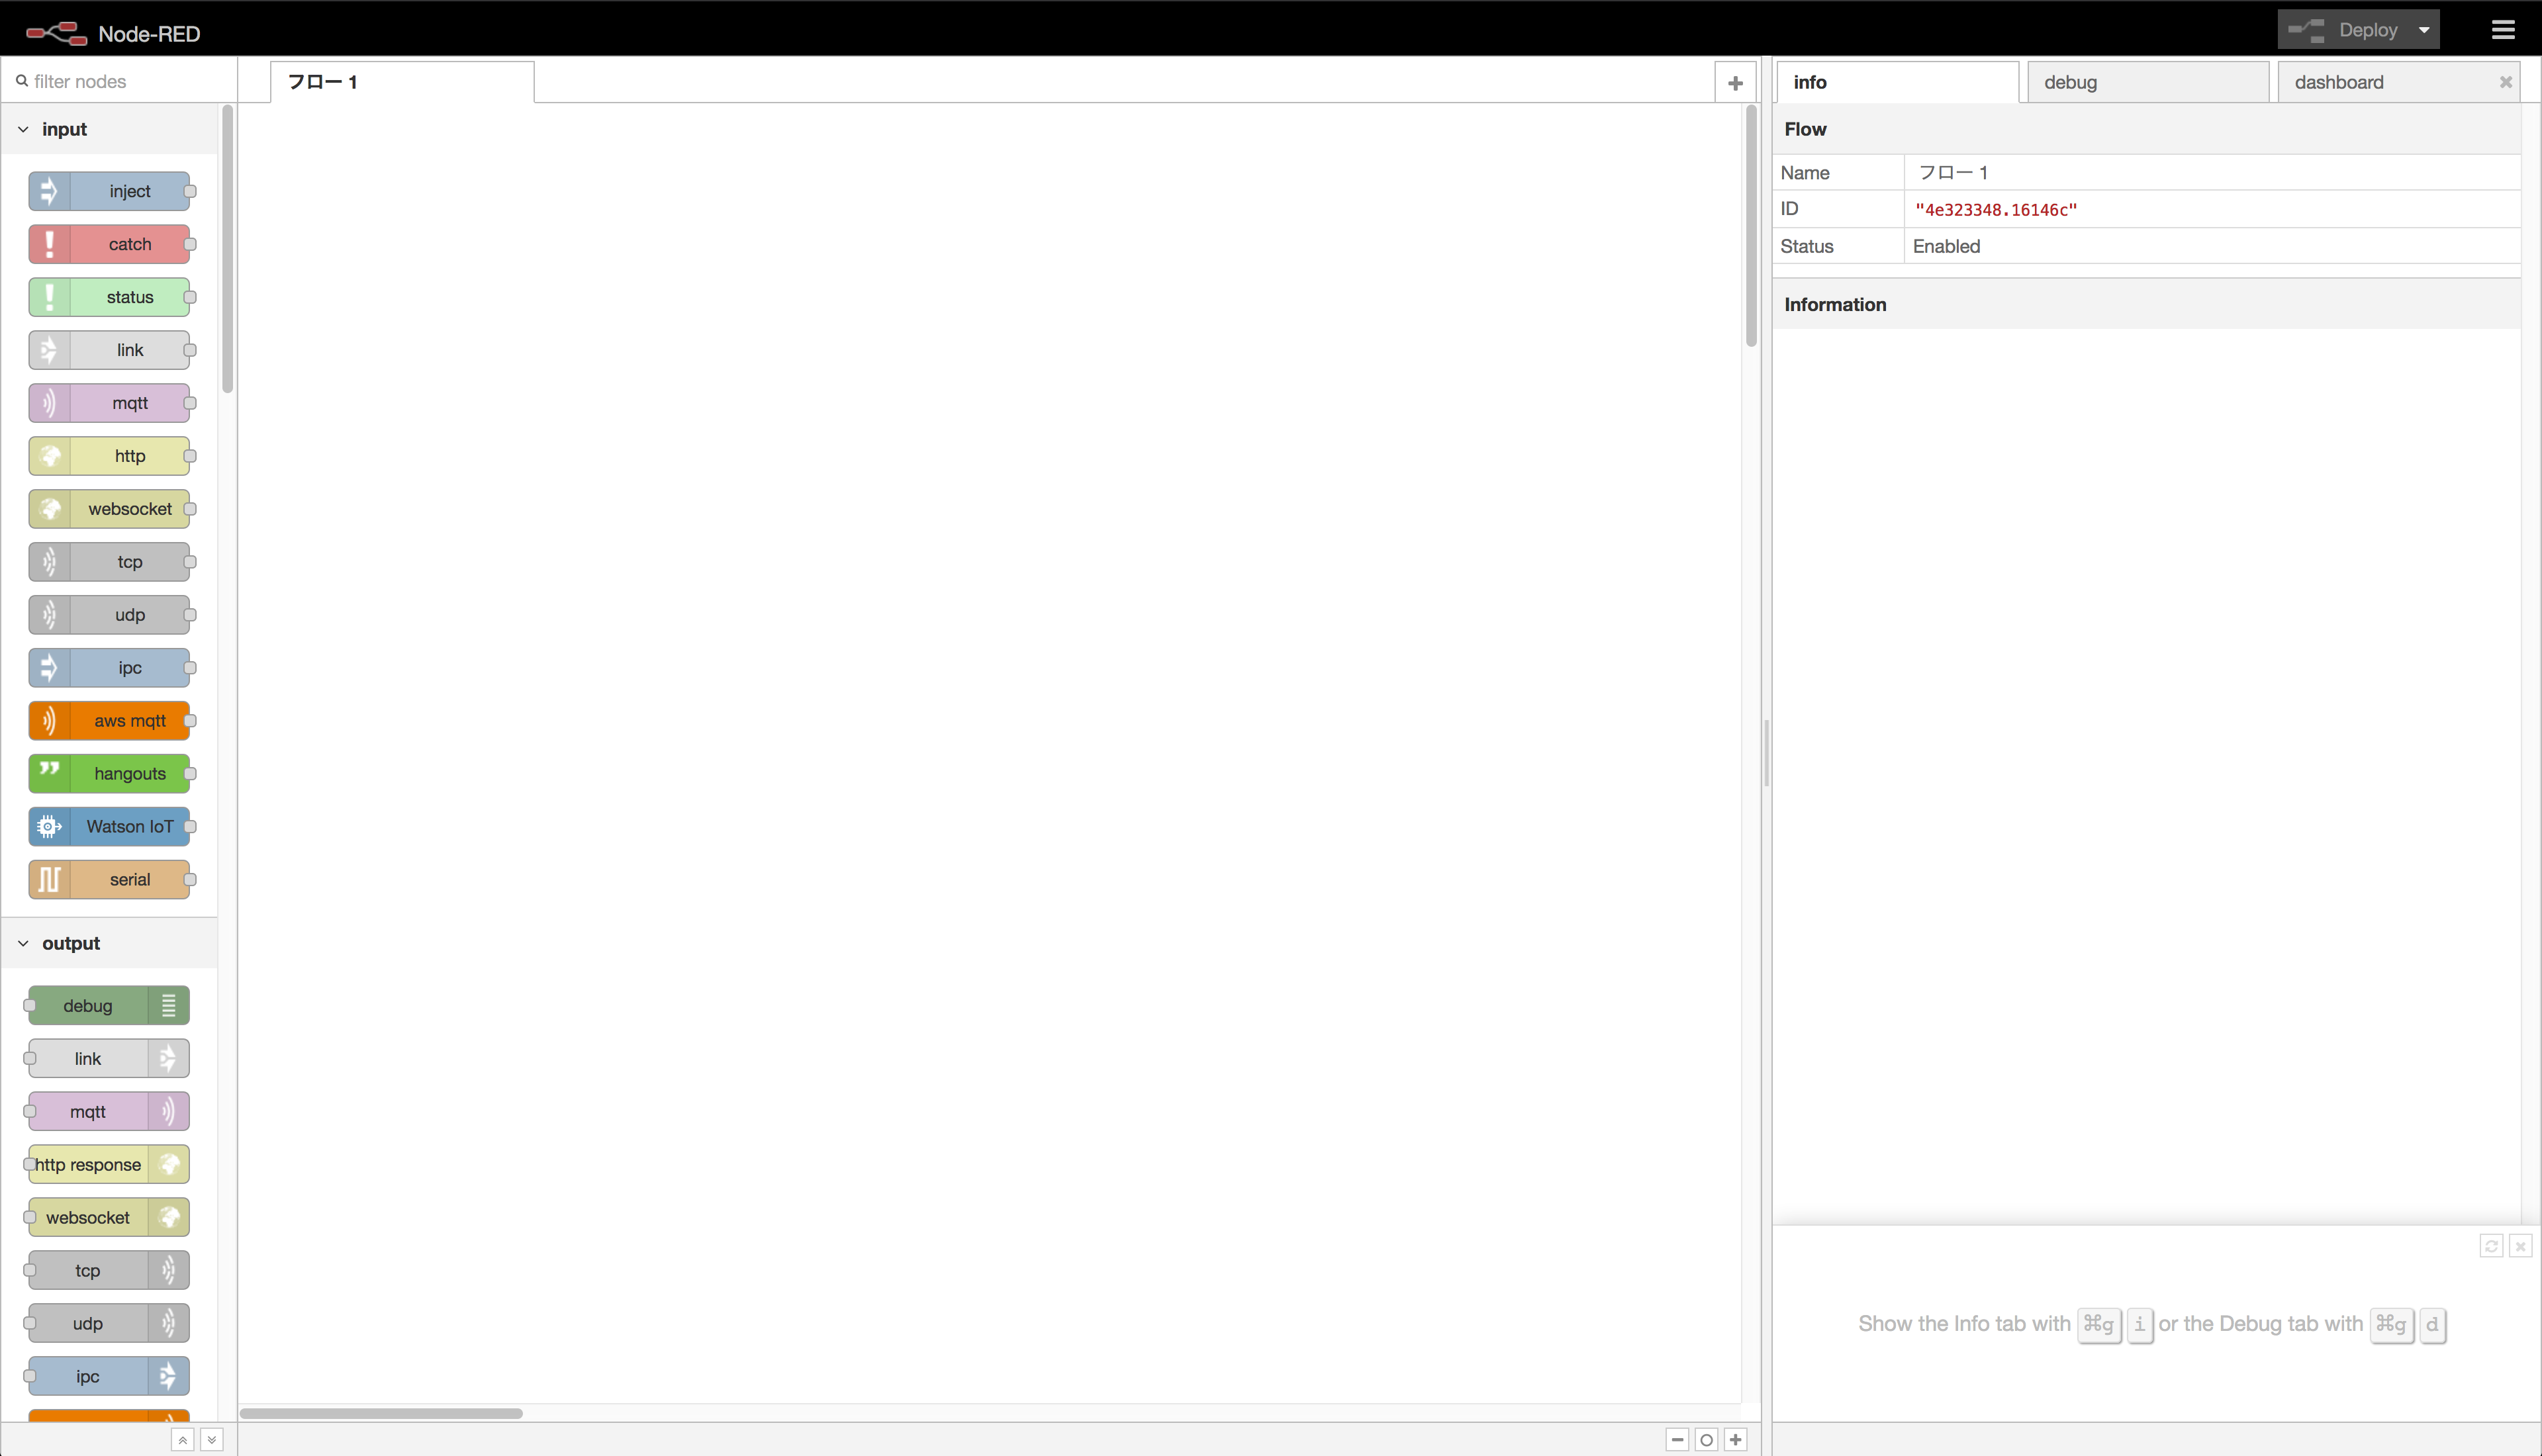 Node-RED
Deploy
filter nodes
フロー 1
info
debug
dashboard
input
inject
catch
status
link
mqtt
http
websocket
tcp
udp
ipc
aws mqtt
hangouts
Watson IoT
serial
output
debug
link
mqtt
http response
websocket
tcp
udp
ipc
Flow
Name フロー 1
ID "4e323348.16146c"
Status Enabled
Information
Show the Info tab with ⌘g i or the Debug tab with ⌘g d